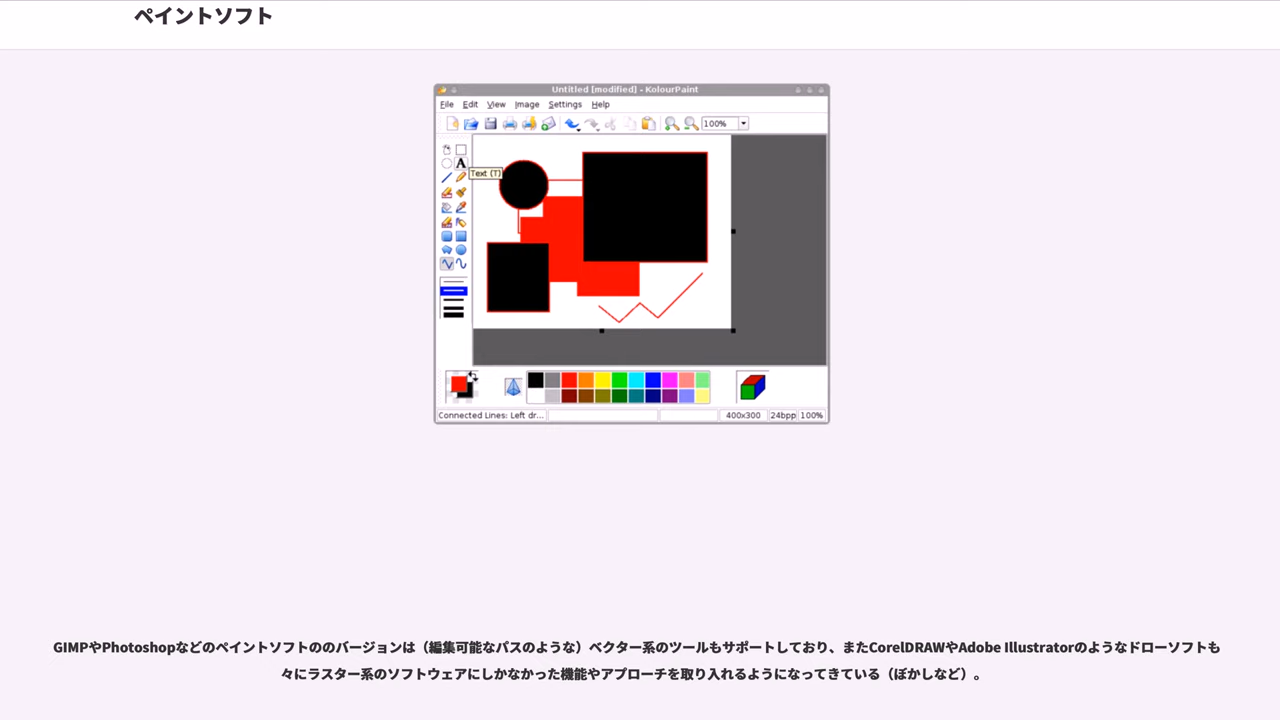 ペイントソフト
Untitled [modified] - KolourPaint
File Edit View Image Settings Help
100%
A
Text (T)
Connected Lines: Left dr... 400x300 24bpp 100%
GIMPやPhotoshopなどのペイントソフトののバージョンは（編集可能なパスのような）ベクター系のツールもサポートしており、またCorelDRAWやAdobe Illustratorのようなドローソフトも
々にラスター系のソフトウェアにしかなかった機能やアプローチを取り入れるようになってきている（ぼかしなど）。